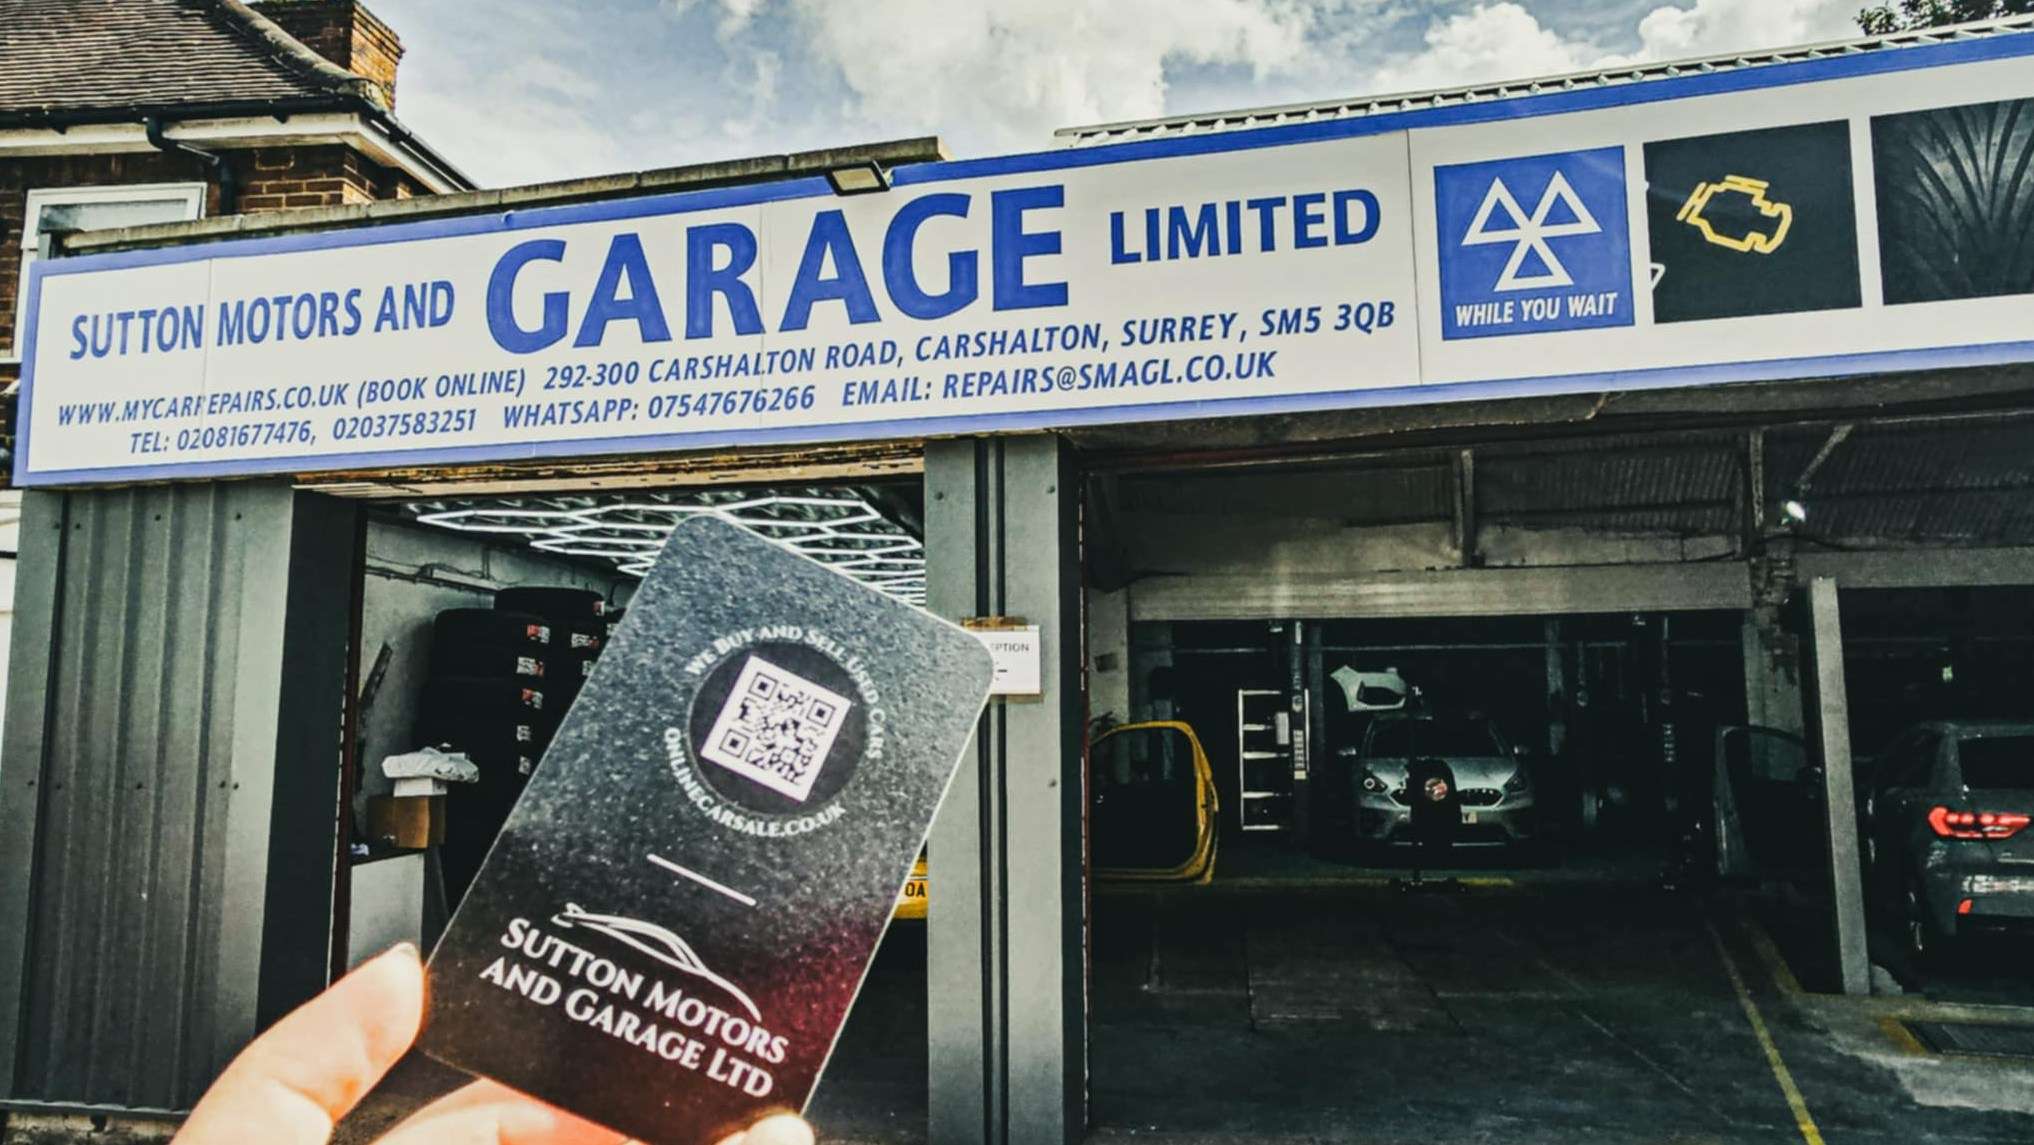 SUTTON MOTORS AND GARAGE LIMITED
WWW.MYCARREPAIRS.CO.UK (BOOK ONLINE) 292-300 CARSHALTON ROAD, CARSHALTON, SURREY, SM5 3QB
TEL: 02081677476, 02037583251 WHATSAPP: 07547676266 EMAIL: REPAIRS@SMAGL.CO.UK
WHILE YOU WAIT
WE BUY AND SELL USED CARS
ONLINECARSALE.CO.UK
SUTTON MOTORS
AND GARAGE LTD